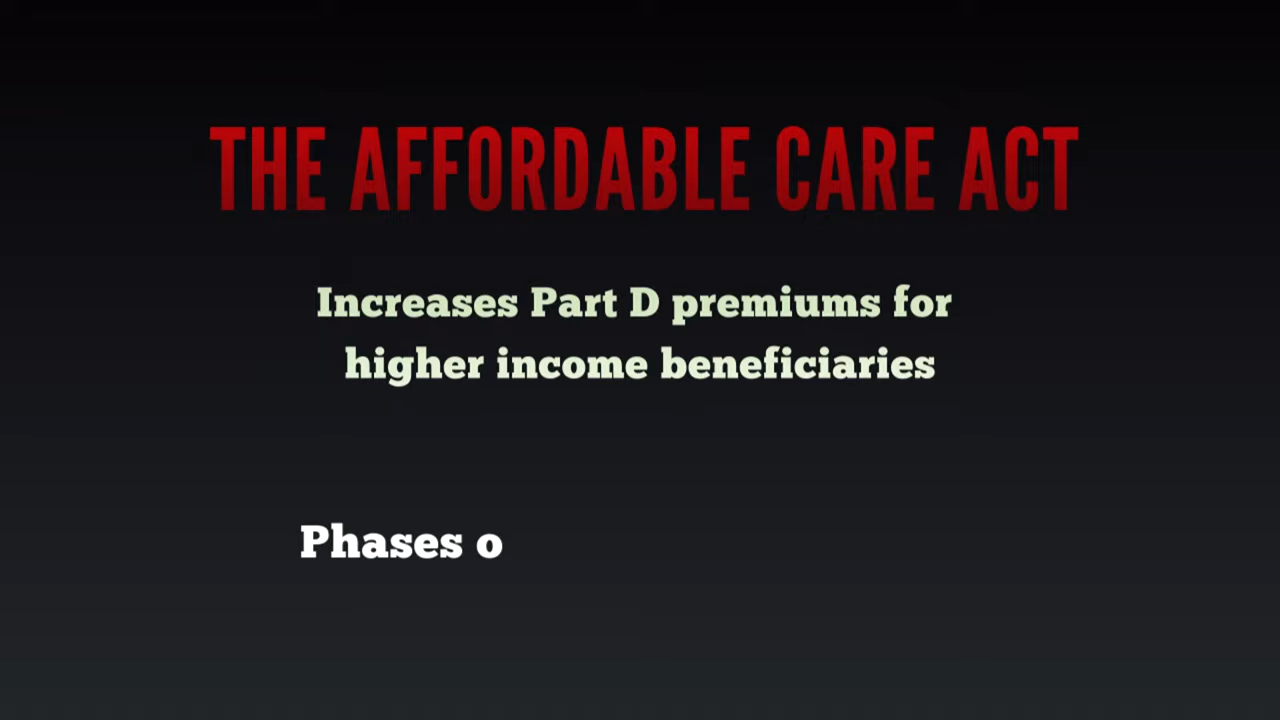 THE AFFORDABLE CARE ACT
Increases Part D premiums for
higher income beneficiaries
Phases o